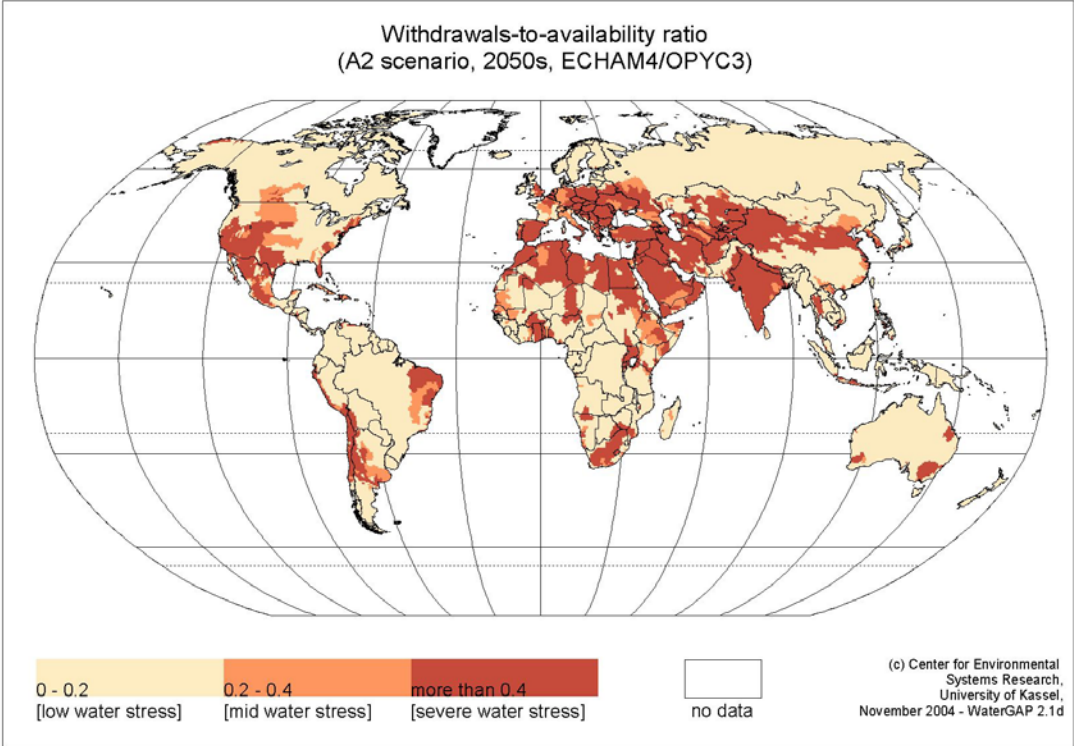 Withdrawals-to-availability ratio
(A2 scenario, 2050s, ECHAM4/OPYC3)
0 - 0.2
[low water stress]
0.2 - 0.4
[mid water stress]
more than 0.4
[severe water stress]
no data
(c) Center for Environmental
Systems Research,
University of Kassel,
November 2004 - WaterGAP 2.1d